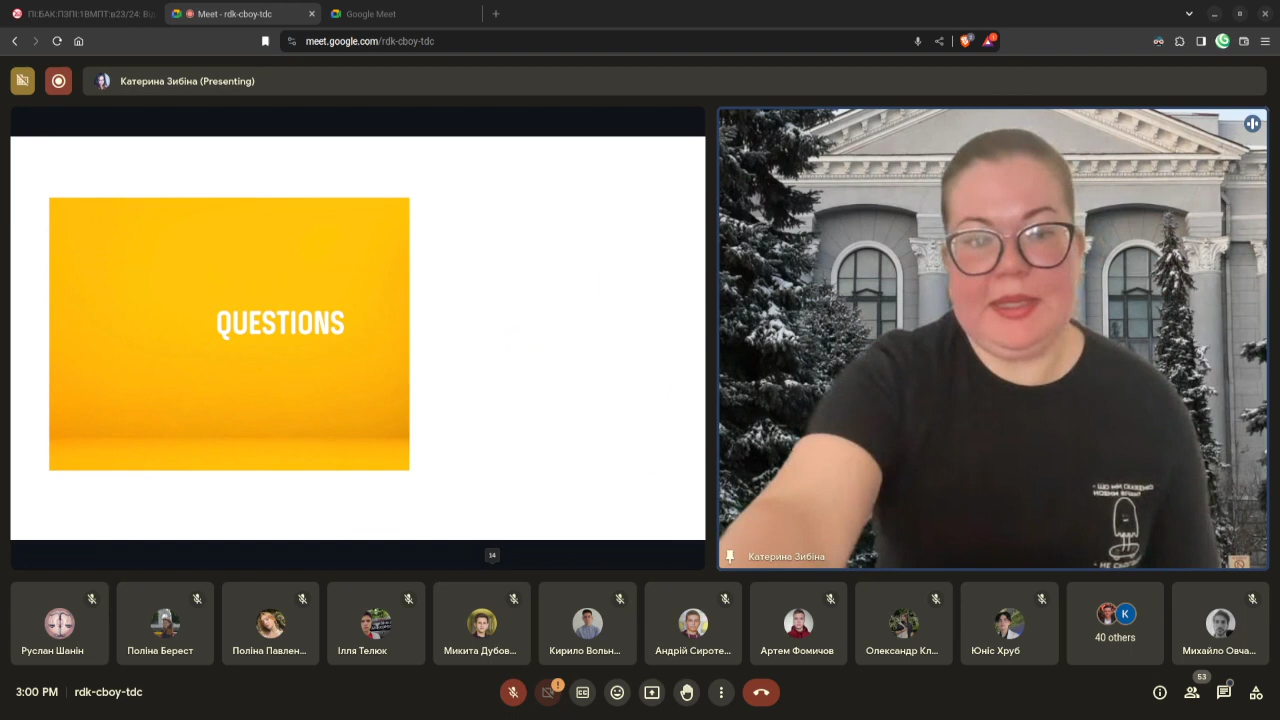 ПІ:БАК:ПЗПІ:1ВМПТ:в23/24:
Meet - rdk-cboy-tdc
Google Meet
meet.google.com/rdk-cboy-tdc
Катерина Зибіна (Presenting)
QUESTIONS
14
Катерина Зибіна
Руслан Шанін
Поліна Берест
Поліна Павлен...
Ілля Телюк
Микита Дубов...
Кирило Вольн...
Андрій Сироте...
Артем Фомичов
Олександр Кл...
Юніс Хруб
K
40 others
Михайло Овча...
3:00 PM
rdk-cboy-tdc
53